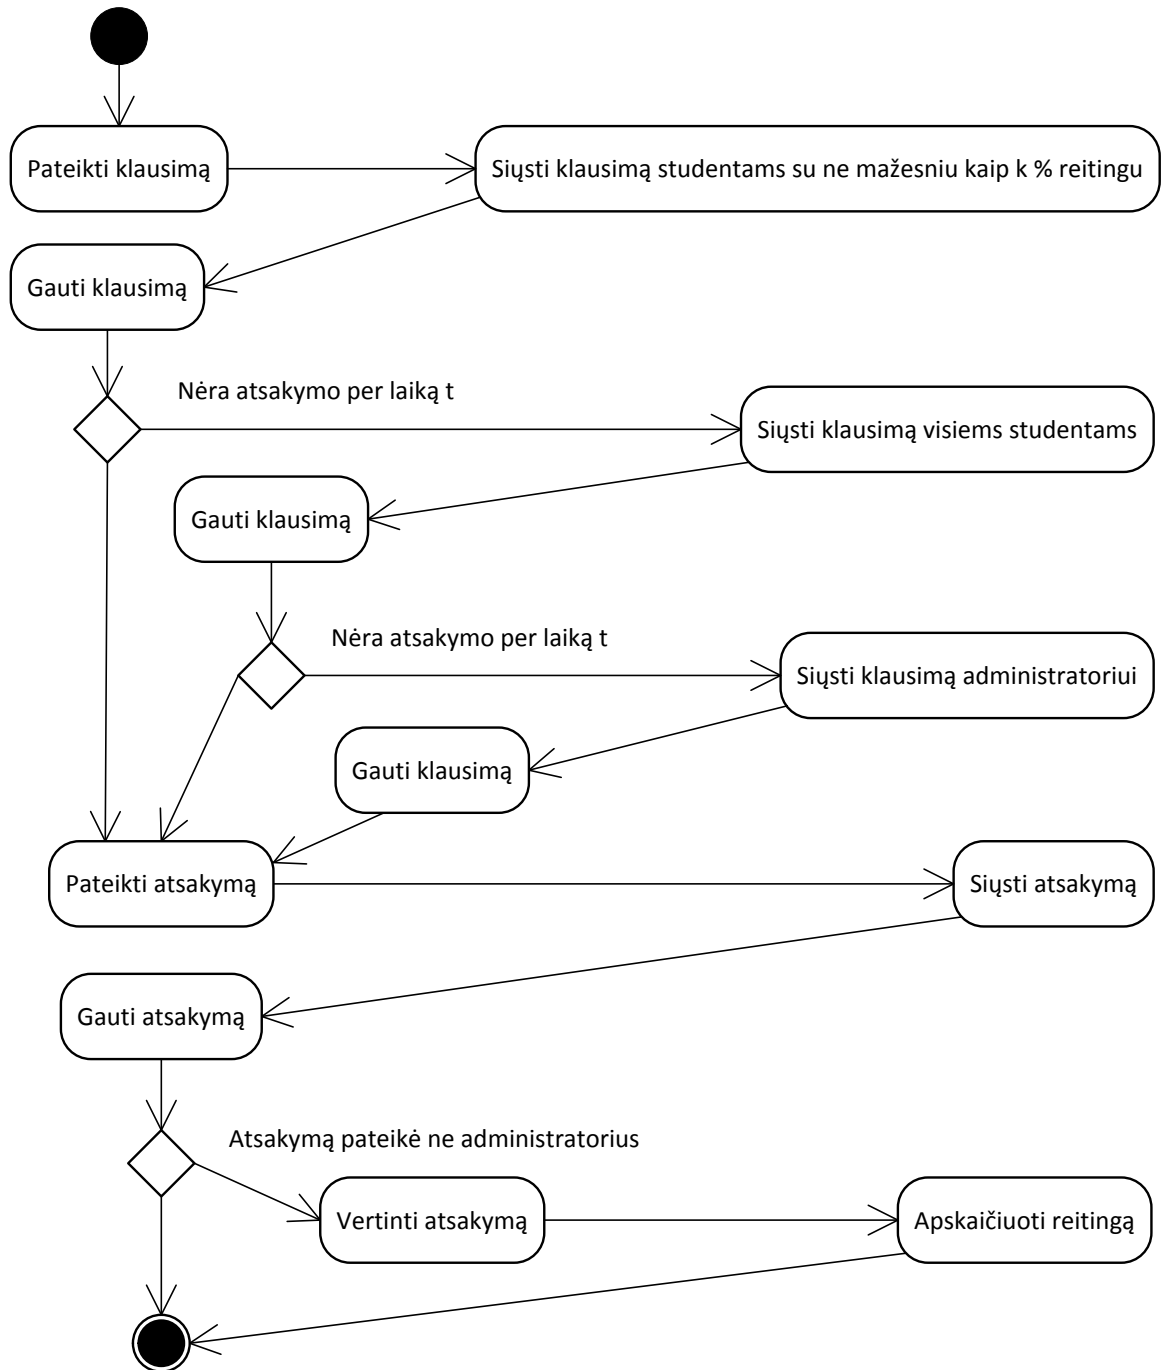 Pateikti klausimą
Siųsti klausimą studentams su ne mažesniu kaip k % reitingu
Gauti klausimą
Nėra atsakymo per laiką t
Siųsti klausimą visiems studentams
Gauti klausimą
Nėra atsakymo per laiką t
Siųsti klausimą administratoriui
Gauti klausimą
Pateikti atsakymą
Siųsti atsakymą
Gauti atsakymą
Atsakymą pateikė ne administratorius
Vertinti atsakymą
Apskaičiuoti reitingą